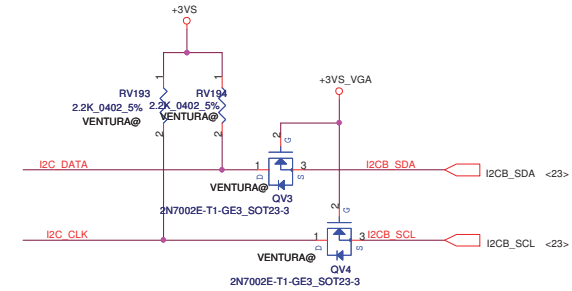 +3VS
1 1
RV193 RV194
2.2K_0402_5% 2.2K_0402_5%
VENTURA@ VENTURA@
2 2
+3VS_VGA
2 G
I2C_DATA 1 3 I2CB_SDA
I2CB_SDA <23>
D S
VENTURA@
QV3
2N7002E-T1-GE3_SOT23-3
2 G
I2C_CLK 1 3 I2CB_SCL
I2CB_SCL <23>
D S
VENTURA@
QV4
2N7002E-T1-GE3_SOT23-3